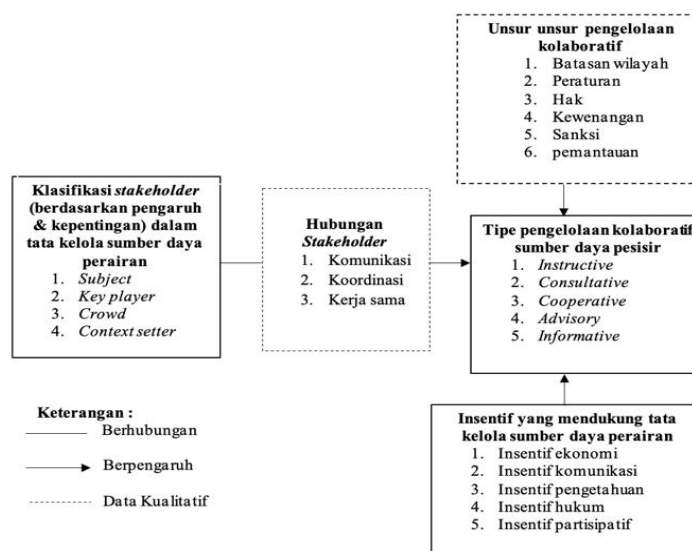 Unsur unsur pengelolaan
kolaboratif
1. Batasan wilayah
2. Peraturan
3. Hak
4. Kewenangan
5. Sanksi
6. pemantauan
Klasifikasi stakeholder
(berdasarkan pengaruh
& kepentingan) dalam
tata kelola sumber daya
perairan
1. Subject
2. Key player
3. Crowd
4. Context setter
Hubungan
Stakeholder
1. Komunikasi
2. Koordinasi
3. Kerja sama
Tipe pengelolaan kolaboratif
sumber daya pesisir
1. Instructive
2. Consultative
3. Cooperative
4. Advisory
5. Informative
Keterangan :
Berhubungan
Berpengaruh
Data Kualitatif
Insentif yang mendukung tata
kelola sumber daya perairan
1. Insentif ekonomi
2. Insentif komunikasi
3. Insentif pengetahuan
4. Insentif hukum
5. Insentif partisipatif